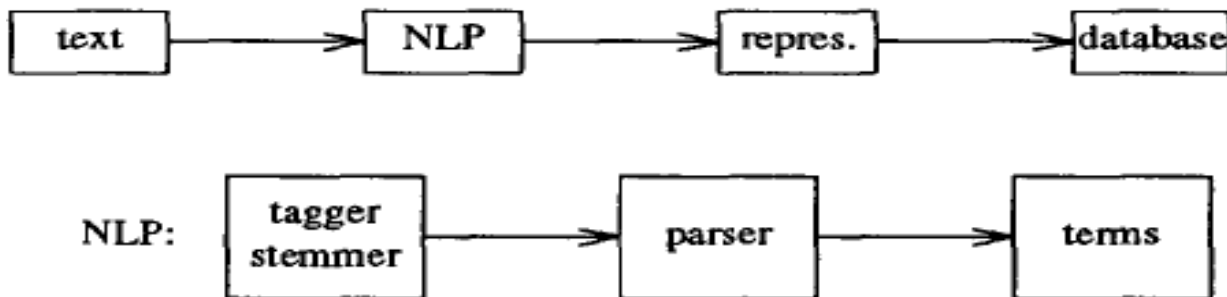 text NLP repres. database
NLP: tagger stemmer parser terms